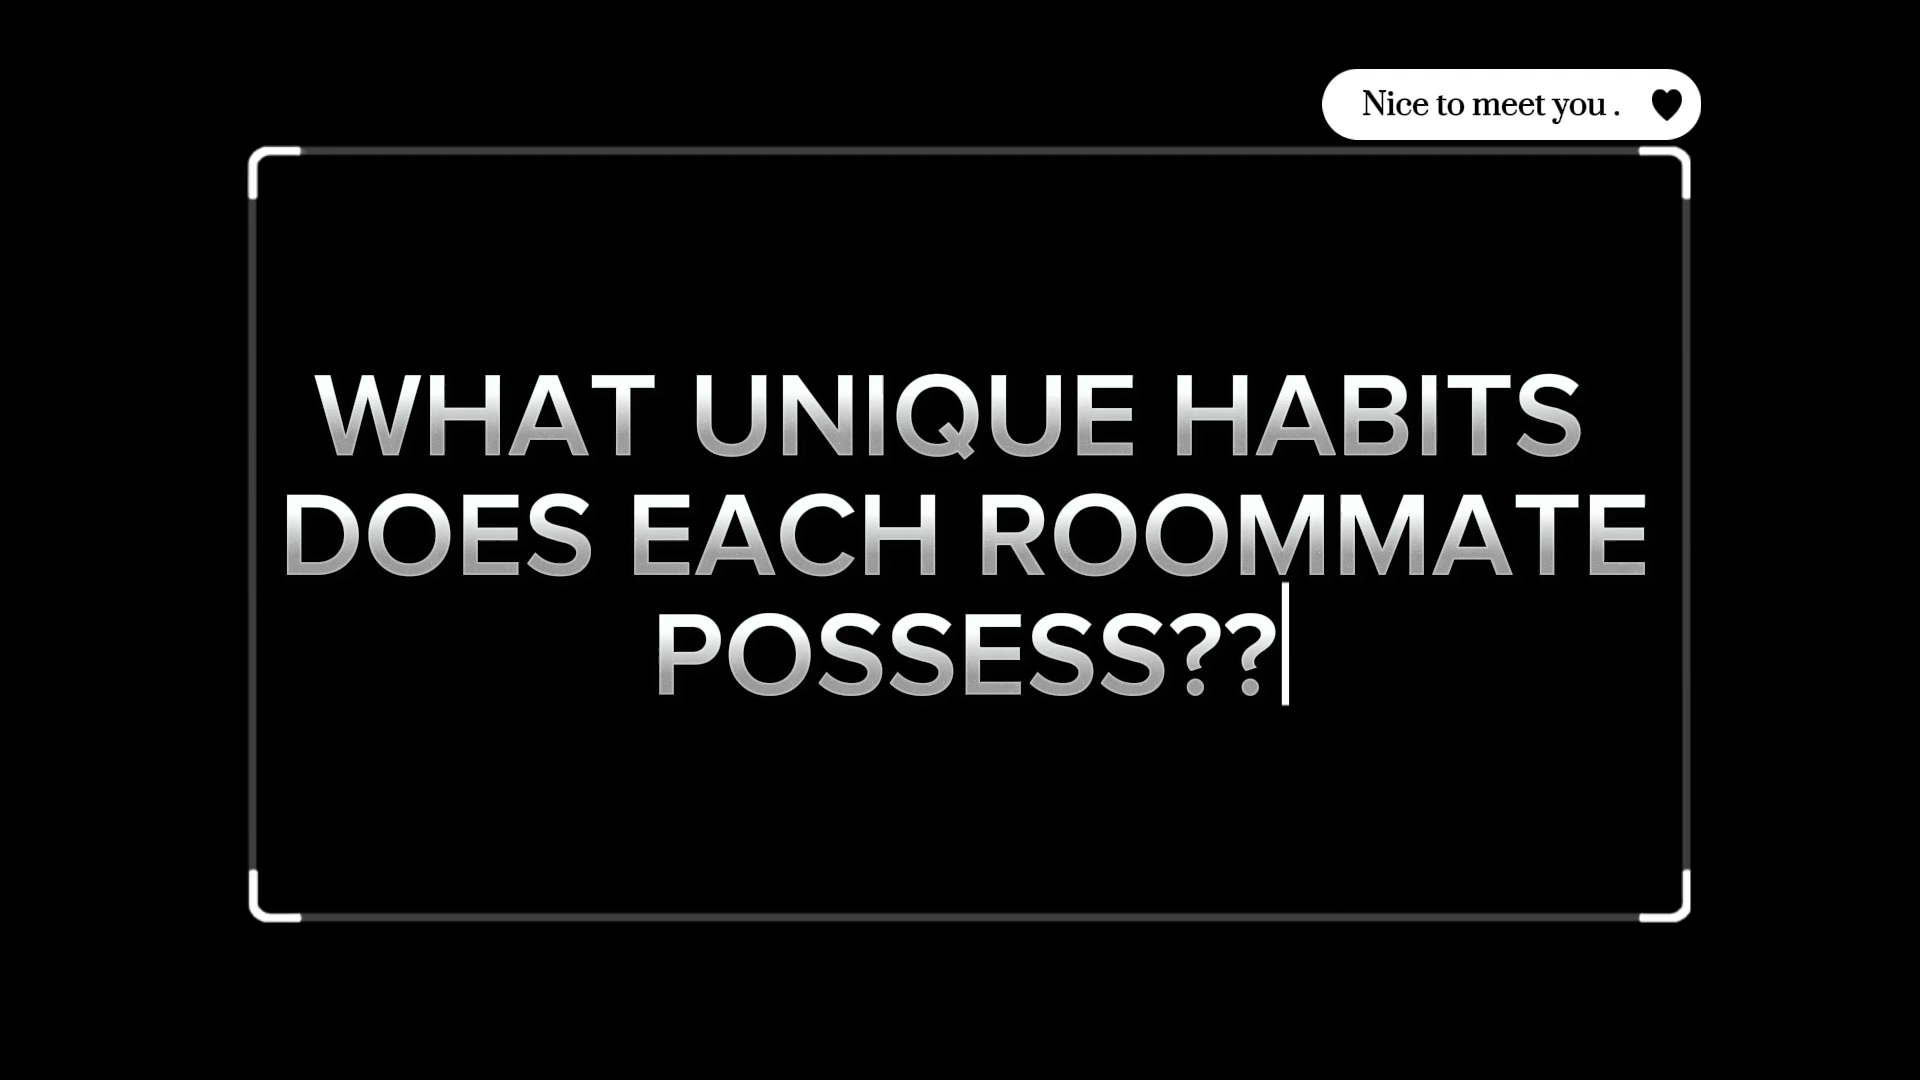 Nice to meet you .
WHAT UNIQUE HABITS
DOES EACH ROOMMATE
POSSESS??